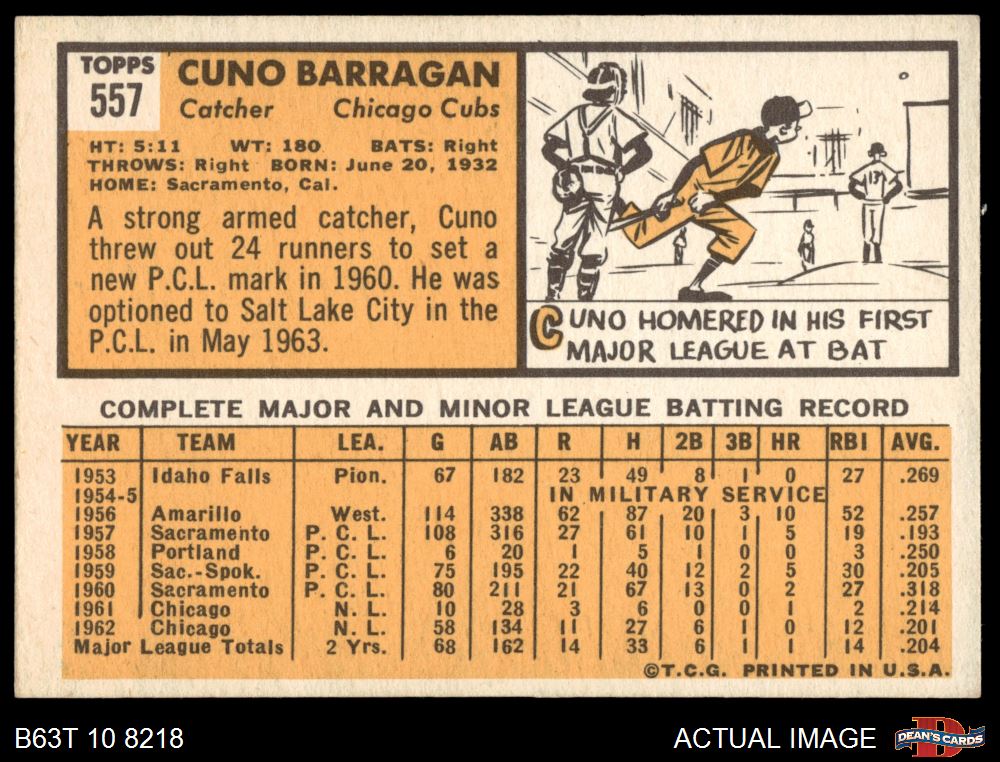 TOPPS
557
CUNO BARRAGAN
Catcher Chicago Cubs
HT: 5:11 WT: 180 BATS: Right
THROWS: Right BORN: June 20, 1932
HOME: Sacramento, Cal.
A strong armed catcher, Cuno
threw out 24 runners to set a
new P.C.L. mark in 1960. He was
optioned to Salt Lake City in the
P.C.L. in May 1963.
13
CUNO HOMERED IN HIS FIRST
MAJOR LEAGUE AT BAT
COMPLETE MAJOR AND MINOR LEAGUE BATTING RECORD
YEAR TEAM LEA. G AB R H 2B 3B HR RBI AVG.
1953 Idaho Falls Pion. 67 182 23 49 8 1 0 27 .269
1954-5 IN MILITARY SERVICE
1956 Amarillo West. 114 338 62 87 20 3 10 52 .257
1957 Sacramento P. C. L. 108 316 27 61 10 1 5 19 .193
1958 Portland P. C. L. 6 20 1 5 1 0 0 3 .250
1959 Sac.-Spok. P. C. L. 75 195 22 40 12 2 5 30 .205
1960 Sacramento P. C. L. 80 211 21 67 13 0 2 27 .318
1961 Chicago N. L. 10 28 3 6 0 0 1 2 .214
1962 Chicago N. L. 58 134 11 27 6 1 0 12 .201
Major League Totals 2 Yrs. 68 162 14 33 6 1 1 14 .204
©T.C.G. PRINTED IN U.S.A.
B63T 10 8218 ACTUAL IMAGE DEAN'S CARDS